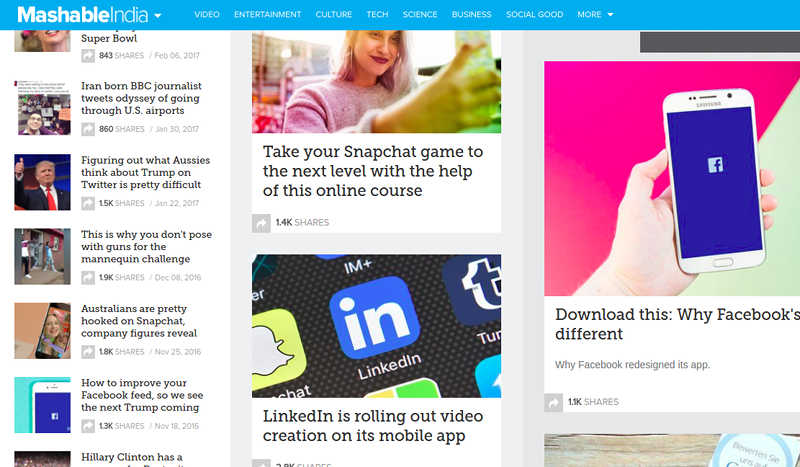 MashableIndia
VIDEO ENTERTAINMENT CULTURE TECH SCIENCE BUSINESS SOCIAL GOOD MORE
Super Bowl
843 SHARES / Feb 06, 2017
Iran born BBC journalist
tweets odyssey of going
through U.S. airports
860 SHARES / Jan 30, 2017
Figuring out what Aussies
think about Trump on
Twitter is pretty difficult
1.5K SHARES / Jan 22, 2017
This is why you don't pose
with guns for the
mannequin challenge
1.9K SHARES / Dec 08, 2016
Australians are pretty
hooked on Snapchat,
company figures reveal
1.8K SHARES / Nov 25, 2016
How to improve your
Facebook feed, so we see
the next Trump coming
1.3K SHARES / Nov 18, 2016
Hillary Clinton has a
Take your Snapchat game to
the next level with the help
of this online course
1.4K SHARES
IM+
in
LinkedIn
LinkedIn is rolling out video
creation on its mobile app
SHARES
SAMSUNG
f
Download this: Why Facebook's
different
Why Facebook redesigned its app.
1.1K SHARES
Bewerten Sie
uns auf